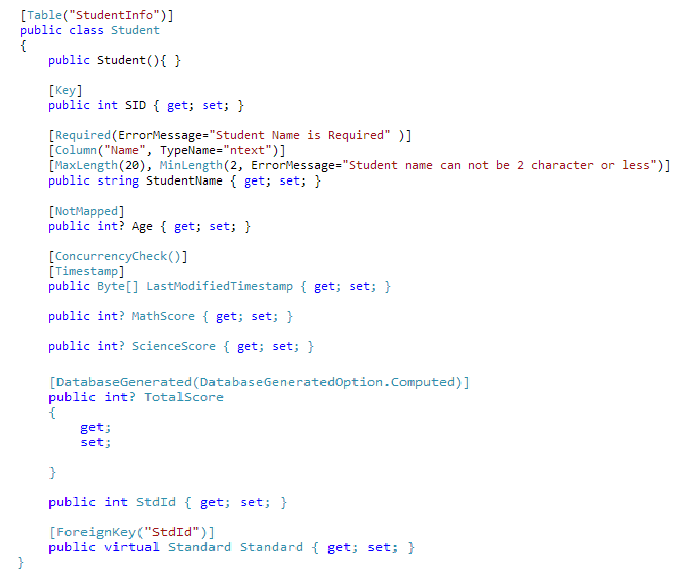 [Table("StudentInfo")]
public class Student
{
    public Student(){ }

    [Key]
    public int SID { get; set; }

    [Required(ErrorMessage="Student Name is Required" )]
    [Column("Name", TypeName="ntext")]
    [MaxLength(20), MinLength(2, ErrorMessage="Student name can not be 2 character or less")]
    public string StudentName { get; set; }

    [NotMapped]
    public int? Age { get; set; }

    [ConcurrencyCheck()]
    [Timestamp]
    public Byte[] LastModifiedTimestamp { get; set; }

    public int? MathScore { get; set; }

    public int? ScienceScore { get; set; }

    [DatabaseGenerated(DatabaseGeneratedOption.Computed)]
    public int? TotalScore
    {
        get;
        set;

    }

    public int StdId { get; set; }

    [ForeignKey("StdId")]
    public virtual Standard Standard { get; set; }
}